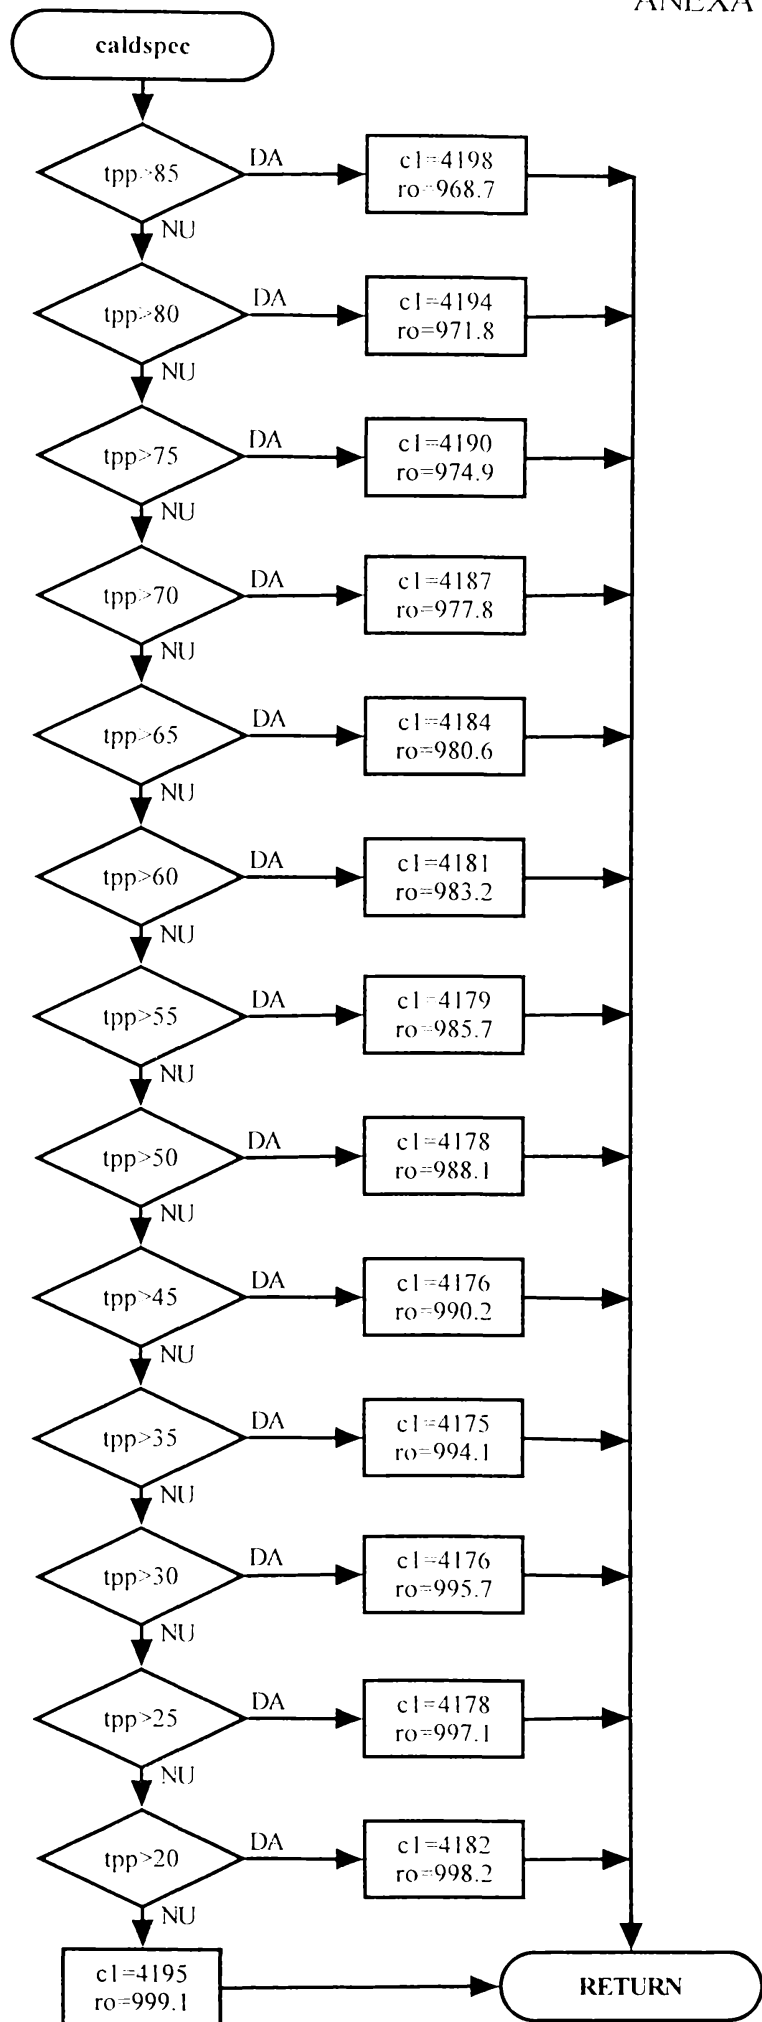 ANEXA
caldspec
tpp>85
DA
c1=4198
ro=968.7
NU
tpp>80
DA
c1=4194
ro=971.8
NU
tpp>75
DA
c1=4190
ro=974.9
NU
tpp>70
DA
c1=4187
ro=977.8
NU
tpp>65
DA
c1=4184
ro=980.6
NU
tpp>60
DA
c1=4181
ro=983.2
NU
tpp>55
DA
c1=4179
ro=985.7
NU
tpp>50
DA
c1=4178
ro=988.1
NU
tpp>45
DA
c1=4176
ro=990.2
NU
tpp>35
DA
c1=4175
ro=994.1
NU
tpp>30
DA
c1=4176
ro=995.7
NU
tpp>25
DA
c1=4178
ro=997.1
NU
tpp>20
DA
c1=4182
ro=998.2
NU
c1=4195
ro=999.1
RETURN